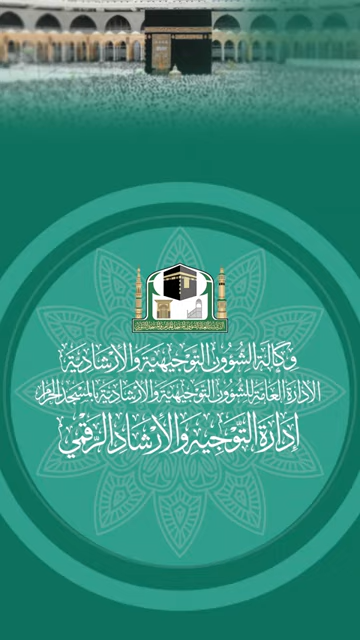 وكالة الشؤون التوجيهية والإرشادية
الإدارة العامة للشؤون التوجيهية والإرشادية بالمسجد الحرام
إدارة التوجيه والإرشاد الرقمي